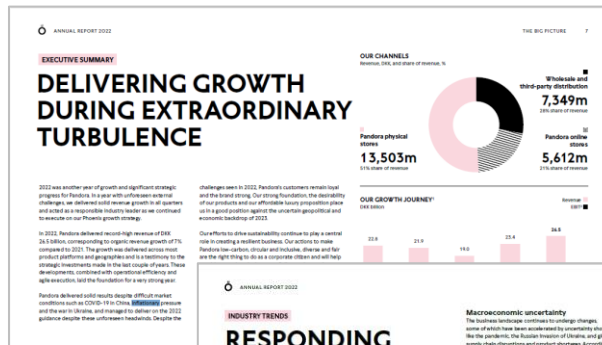 ANNUAL REPORT 2022
THE BIG PICTURE 7
EXECUTIVE SUMMARY
DELIVERING GROWTH
DURING EXTRAORDINARY
TURBULENCE
2022 was another year of growth and significant strategic
progress for Pandora. In a year with unforeseen external
challenges, we delivered solid revenue growth in all quarters
and acted as a responsible industry leader as we continued
to execute on our Phoenix growth strategy.
In 2022, Pandora delivered record-high revenue of DKK
26.5 billion, corresponding to organic revenue growth of 7%
compared to 2021. The growth was delivered across most
product platforms and geographies and is a testimony to the
strategic investments made in the last couple of years. These
developments, combined with operational efficiency and
agile execution, laid the foundation for a very strong year.
Pandora delivered solid results despite difficult market
conditions such as COVID-19 in China, inflationary pressure
and the war in Ukraine, and managed to deliver on the 2022
guidance despite these unforeseen headwinds. Despite the
challenges seen in 2022, Pandora's customers remain loyal
and the brand strong. Our strong foundation, the desirability
of our products and our affordable luxury proposition place
us in a good position against the uncertain geopolitical and
economic backdrop of 2023.
Our efforts to drive sustainability continue to play a central
role in creating a resilient business. Our actions to make
Pandora low-carbon, circular and inclusive, diverse and fair
are the right thing to do as a corporate citizen and will help
OUR CHANNELS
Revenue, DKK, and share of revenue, %
Wholesale and
third-party distribution
7,349m
28% share of revenue
Pandora physical
stores
13,503m
51% share of revenue
Pandora online
stores
5,612m
21% share of revenue
OUR GROWTH JOURNEY¹
DKK billion
Revenue
EBIT²
22.8 21.9 19.0 23.4 26.5
ANNUAL REPORT 2022
INDUSTRY TRENDS
RESPONDING
Macroeconomic uncertainty
The business landscape continues to undergo changes,
some of which have been accelerated by uncertainty
like the pandemic, the Russian invasion of Ukraine, and
supply chain disruptions and product shortages.